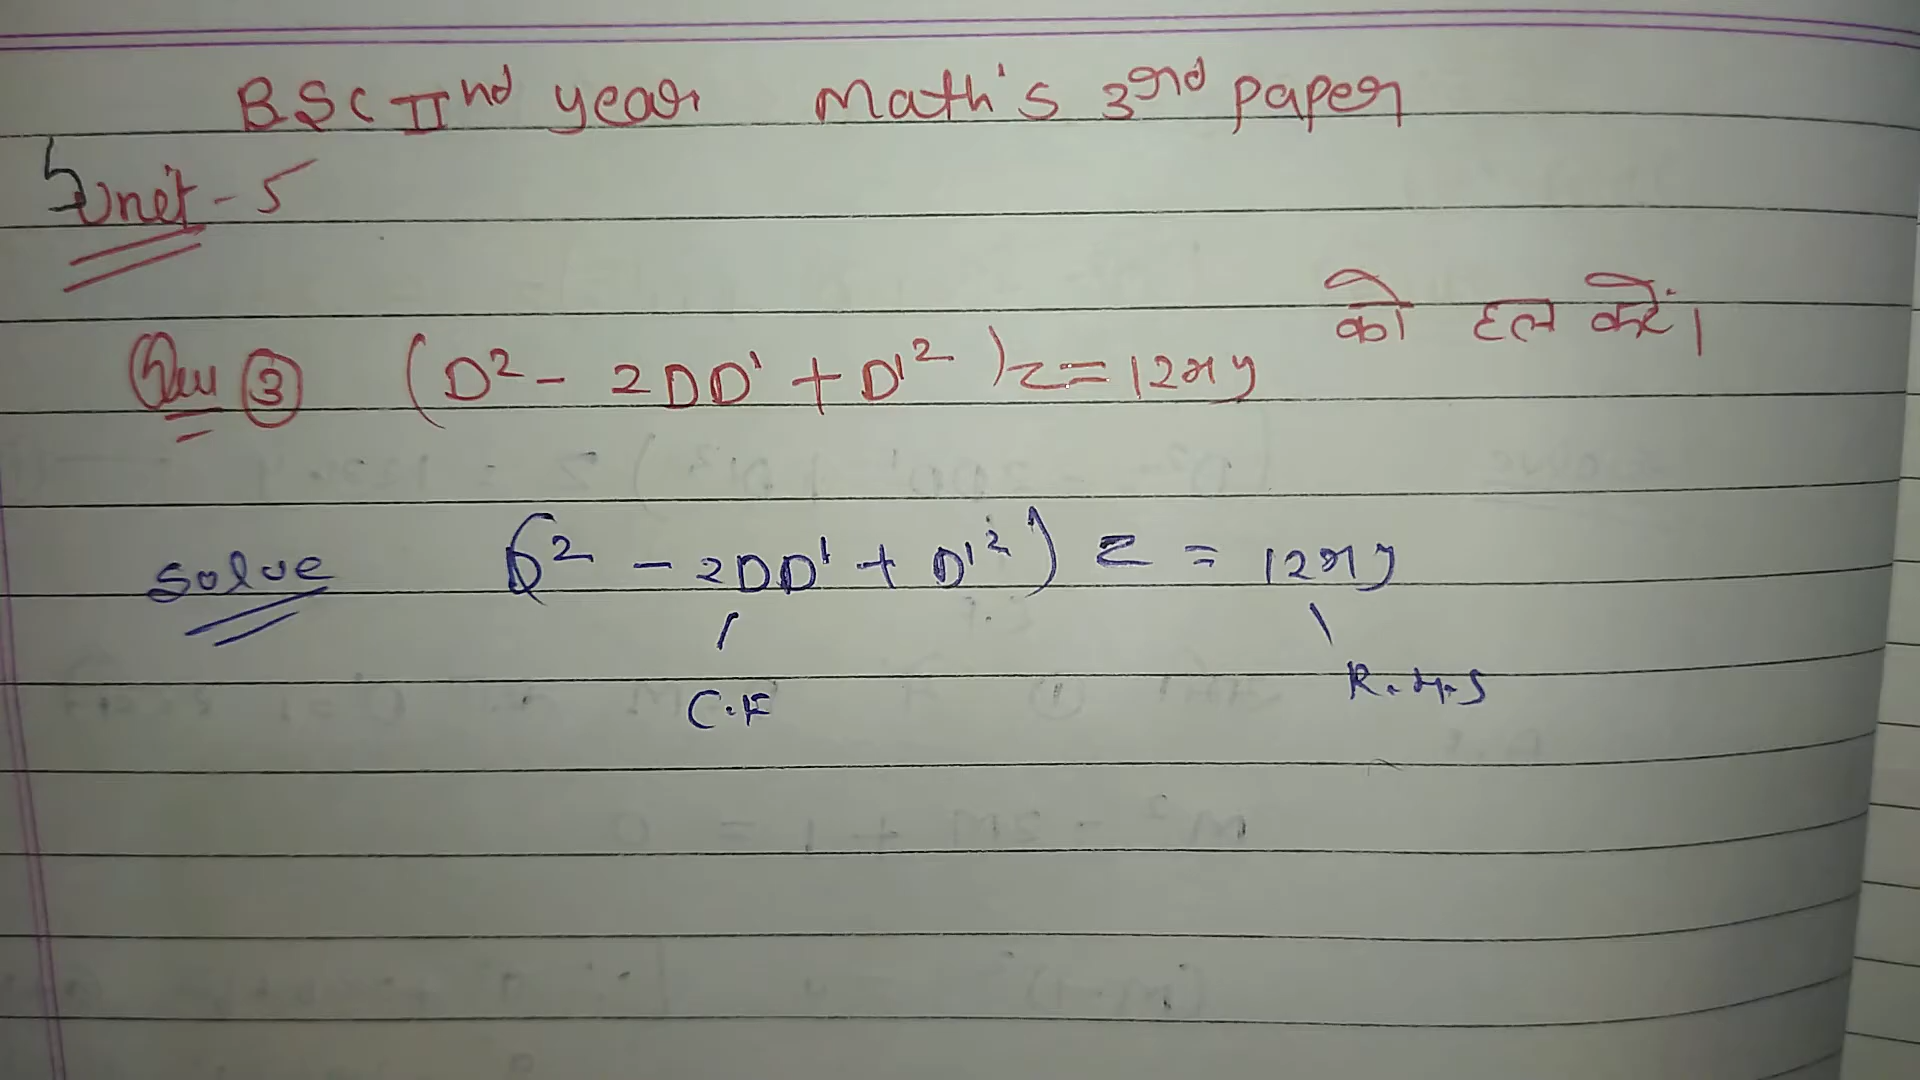 BSC IInd year Math's 3rd paper
Unit - 5
Que ③ (D² - 2DD' + D'²) z = 12xy को हल करें।
Solve (D² - 2DD' + D'²) z = 12xy
C.F R.H.S